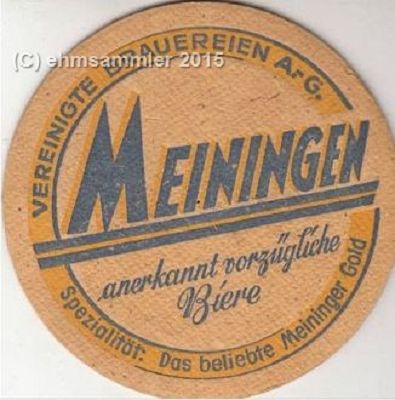 (C) ehmsammler 2015
VEREINIGTE BRAUEREIEN A.-G.
MEININGEN
anerkannt vorzügliche
Biere
Spezialität: Das beliebte Meininger Gold